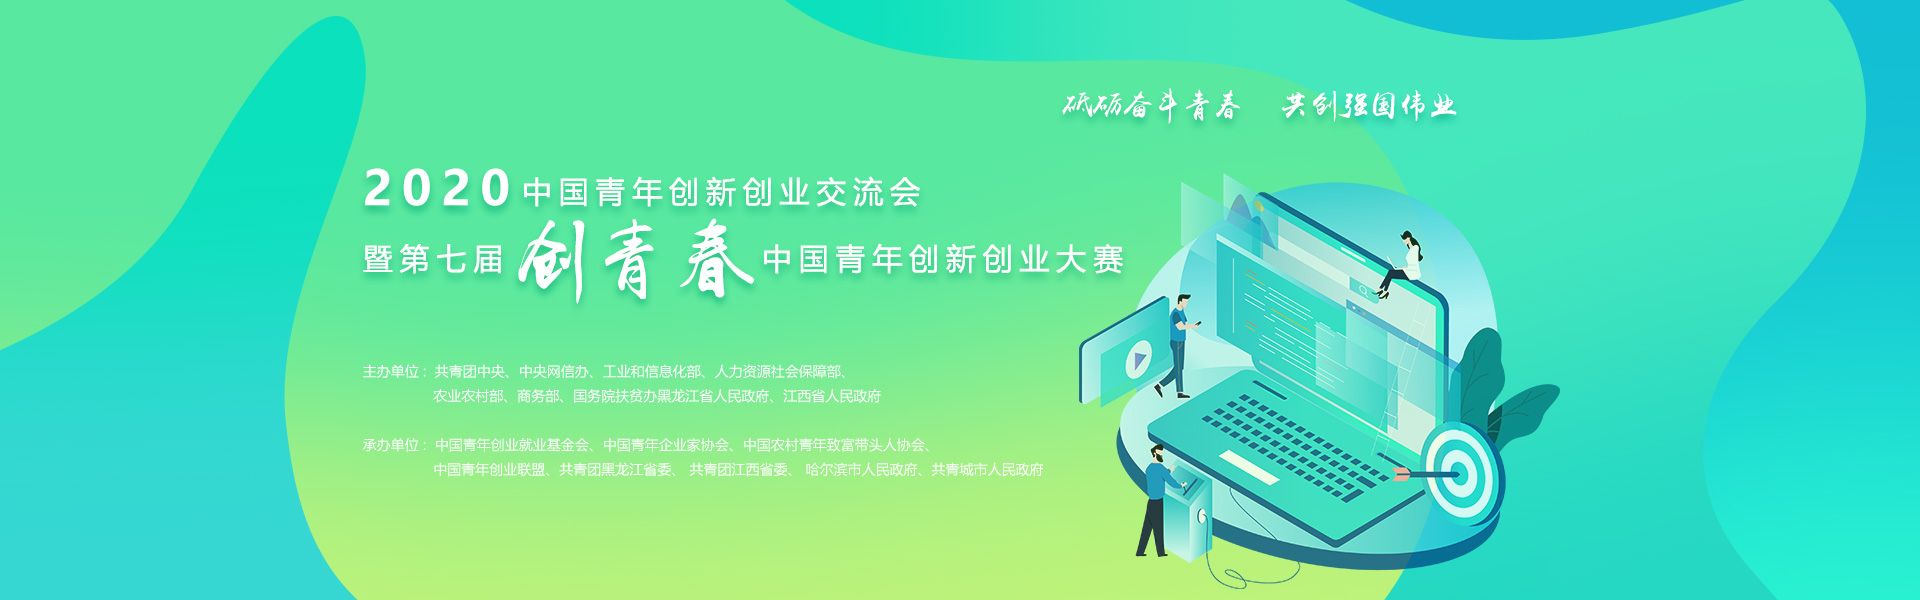 砥砺奋斗青春 共创强国伟业
2020中国青年创新创业交流会
暨第七届创青春中国青年创新创业大赛
主办单位：共青团中央、中央网信办、工业和信息化部、人力资源社会保障部、
农业农村部、商务部、国务院扶贫办黑龙江省人民政府、江西省人民政府
承办单位：中国青年创业就业基金会、中国青年企业家协会、中国农村青年致富带头人协会、
中国青年创业联盟、共青团黑龙江省委、 共青团江西省委、 哈尔滨市人民政府、共青城市人民政府